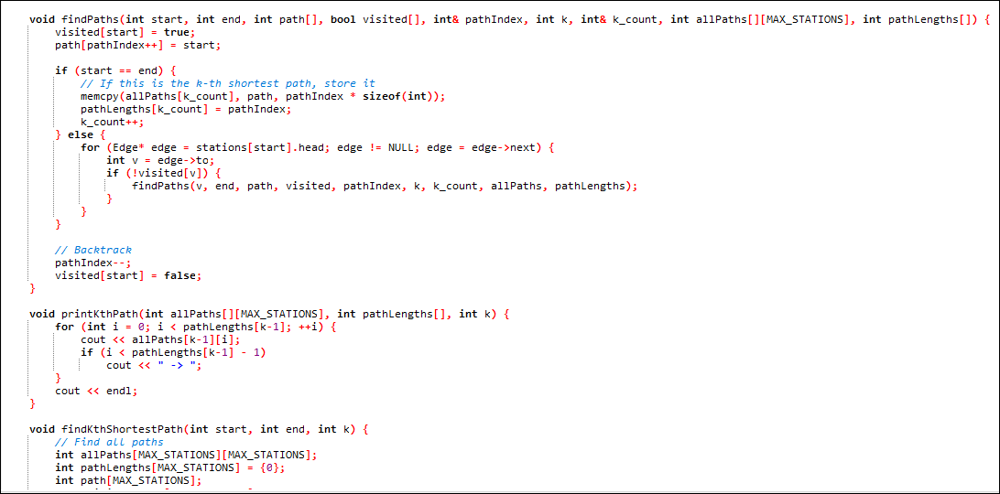 void findPaths(int start, int end, int path[], bool visited[], int& pathIndex, int k, int& k_count, int allPaths[][MAX_STATIONS], int pathLengths[]) {
visited[start] = true;
path[pathIndex++] = start;
if (start == end) {
// If this is the k-th shortest path, store it
memcpy(allPaths[k_count], path, pathIndex * sizeof(int));
pathLengths[k_count] = pathIndex;
k_count++;
} else {
for (Edge* edge = stations[start].head; edge != NULL; edge = edge->next) {
int v = edge->to;
if (!visited[v]) {
findPaths(v, end, path, visited, pathIndex, k, k_count, allPaths, pathLengths);
}
}
}
// Backtrack
pathIndex--;
visited[start] = false;
}
void printKthPath(int allPaths[][MAX_STATIONS], int pathLengths[], int k) {
for (int i = 0; i < pathLengths[k-1]; ++i) {
cout << allPaths[k-1][i];
if (i < pathLengths[k-1] - 1)
cout << " -> ";
}
cout << endl;
}
void findKthShortestPath(int start, int end, int k) {
// Find all paths
int allPaths[MAX_STATIONS][MAX_STATIONS];
int pathLengths[MAX_STATIONS] = {0};
int path[MAX_STATIONS];